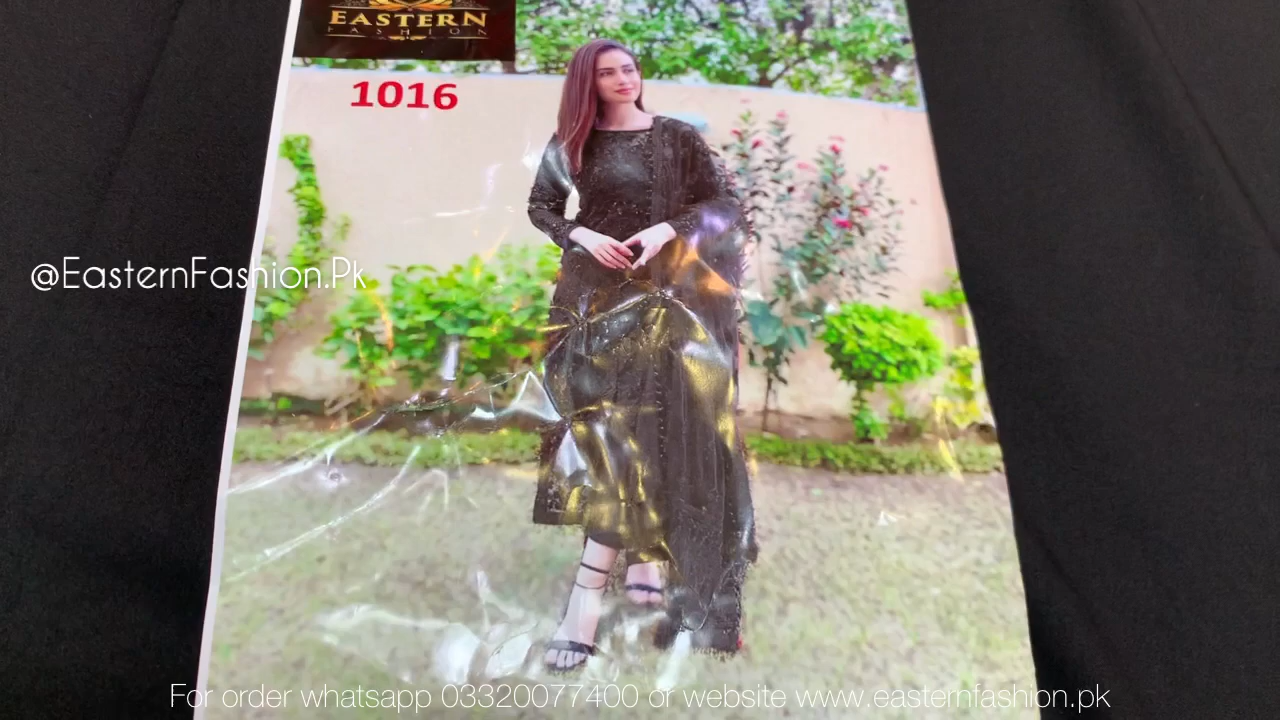 EASTERN
FASHION
1016
@EasternFashion.Pk
For order whatsapp 03320077400 or website www.easternfashion.pk